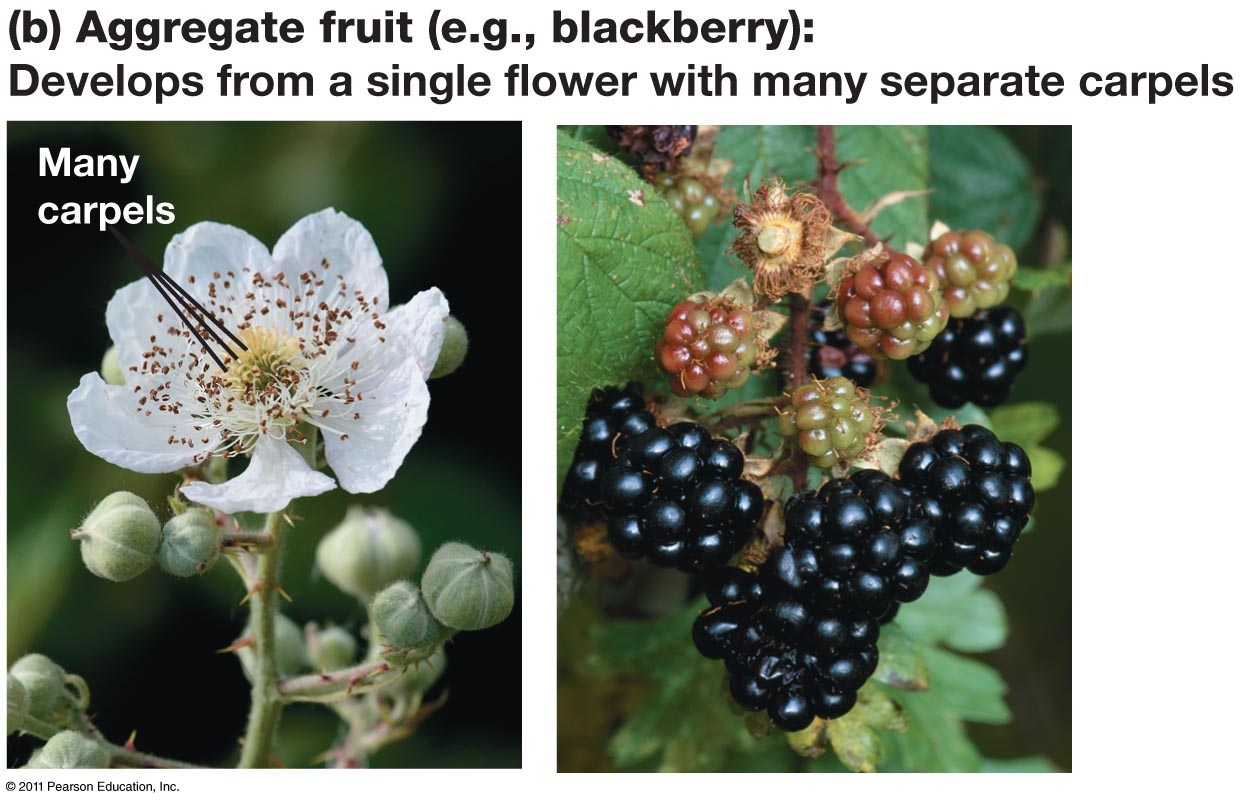 (b) Aggregate fruit (e.g., blackberry):
Develops from a single flower with many separate carpels
Many
carpels
© 2011 Pearson Education, Inc.